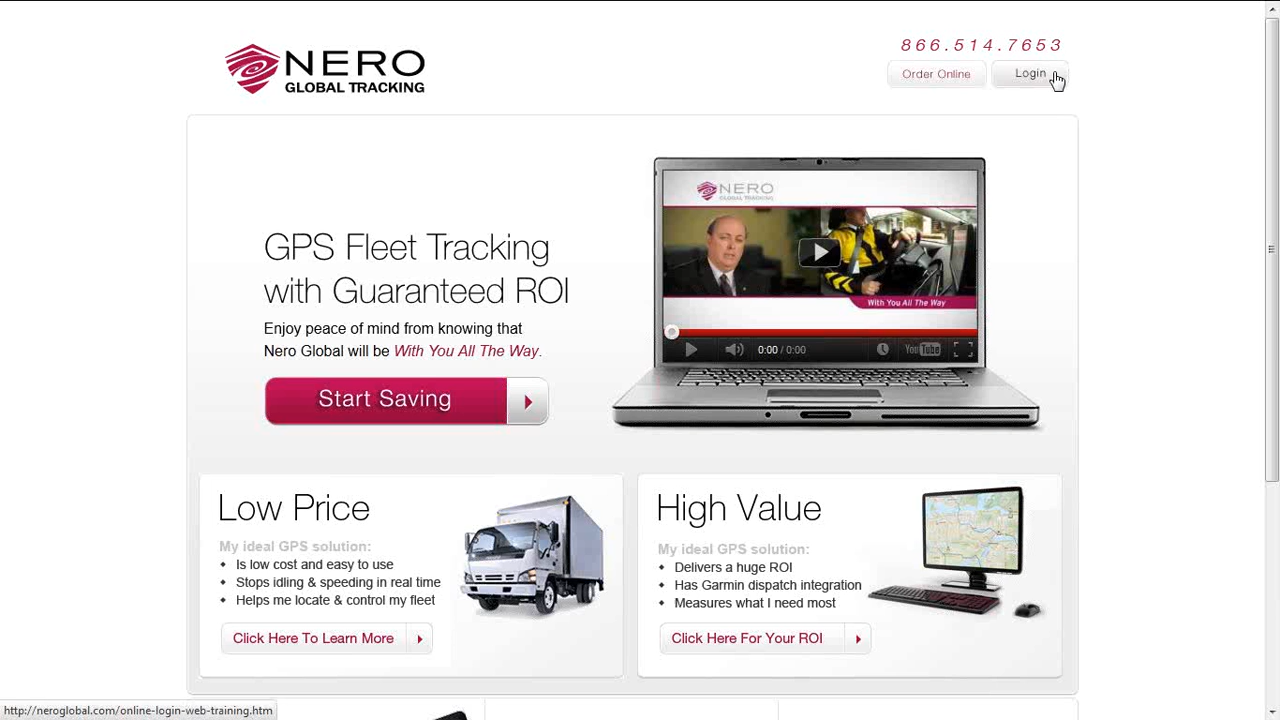 NERO
GLOBAL TRACKING
866.514.7653
Order Online
Login
NERO
GLOBAL TRACKING
With You All The Way
0:00 / 0:00
YouTube
GPS Fleet Tracking
with Guaranteed ROI
Enjoy peace of mind from knowing that
Nero Global will be With You All The Way.
Start Saving
Low Price
My ideal GPS solution:
Is low cost and easy to use
Stops idling & speeding in real time
Helps me locate & control my fleet
Click Here To Learn More
High Value
My ideal GPS solution:
Delivers a huge ROI
Has Garmin dispatch integration
Measures what I need most
Click Here For Your ROI
http://neroglobal.com/online-login-web-training.htm